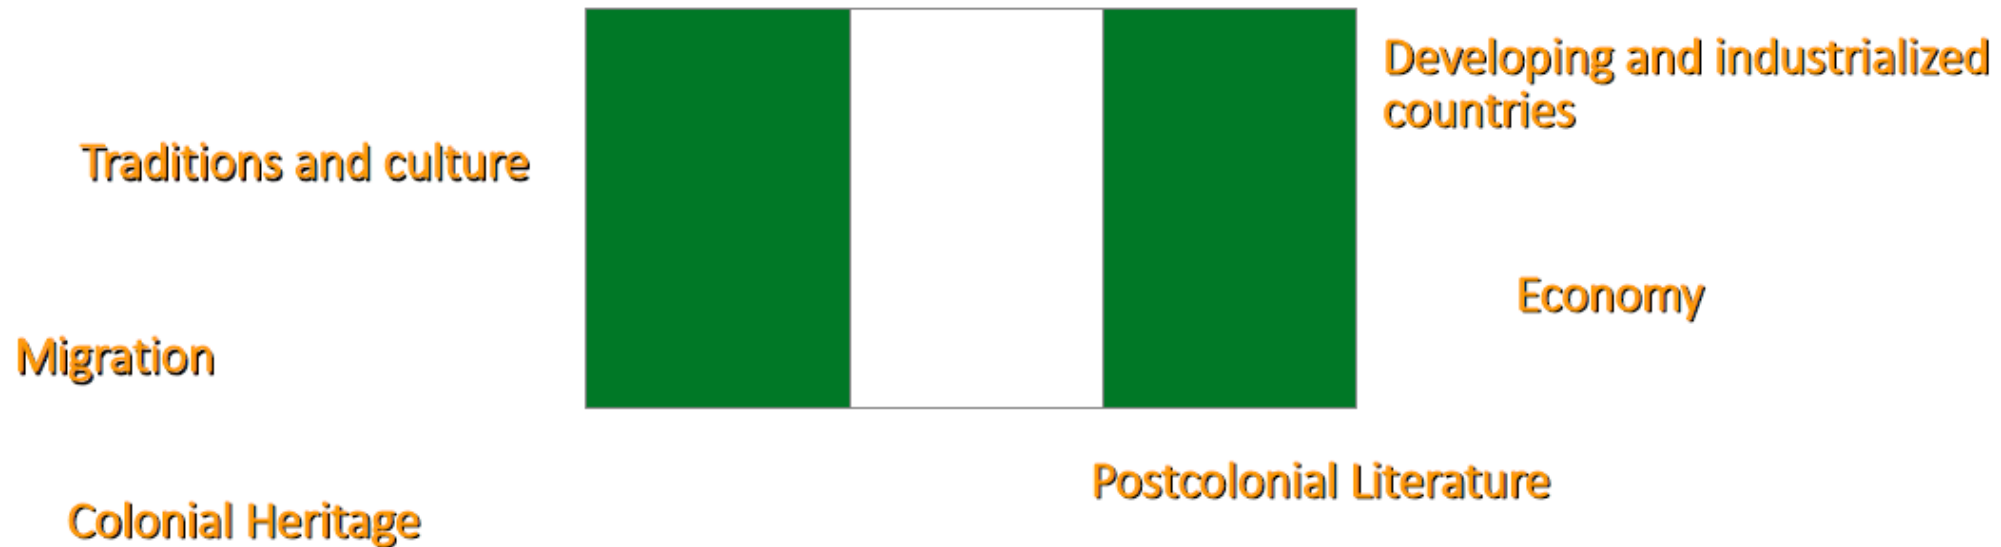 Developing and industrialized
countries
Traditions and culture
Economy
Migration
Postcolonial Literature
Colonial Heritage